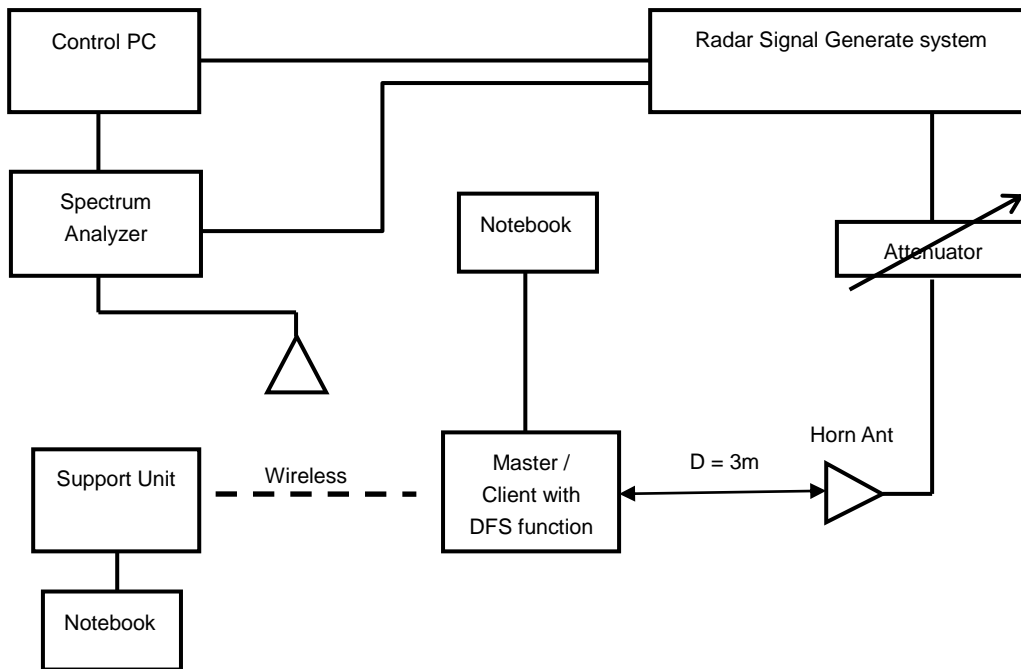 Control PC
Radar Signal Generate system
Spectrum
Analyzer
Notebook
Attenuator
Horn Ant
Support Unit
Wireless
Master /
Client with
DFS function
D = 3m
Notebook